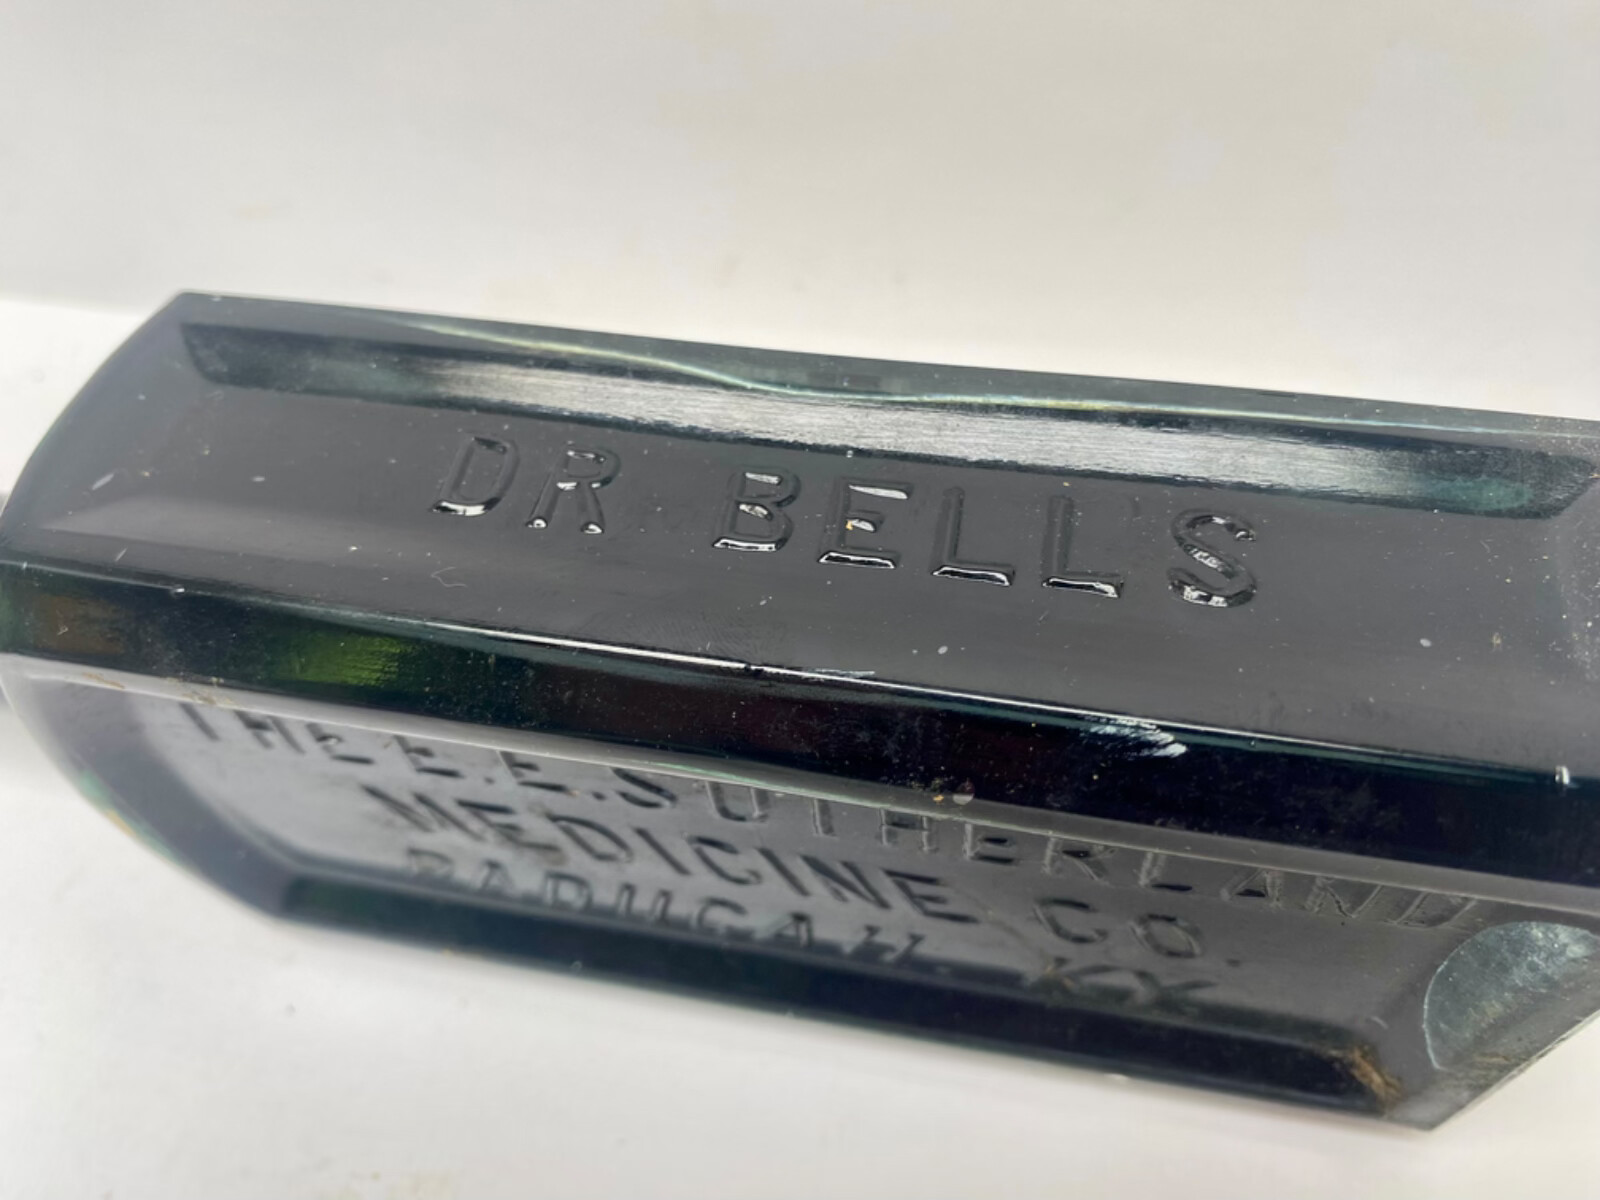 DR BELLS
THE E.E.SUTHERLAND
MEDICINE CO.
PADUCAH. KY